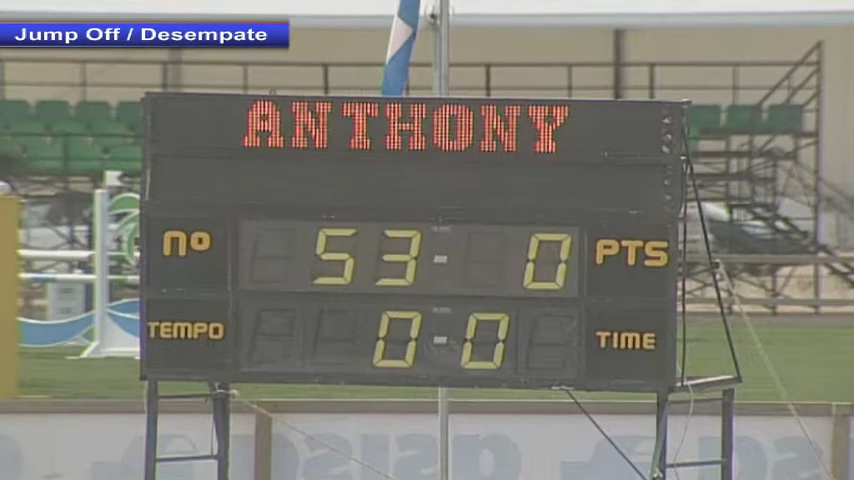 Jump Off / Desempate
ANTHONY
Nº 53 0 PTS
TEMPO 0 0 TIME